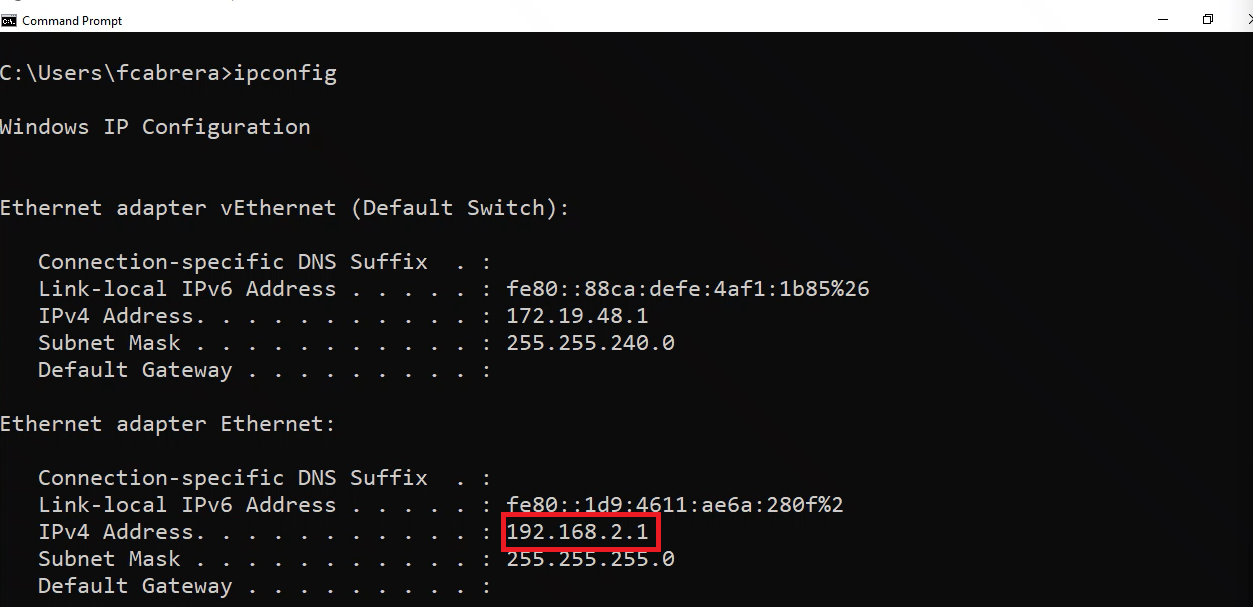 Command Prompt
C:\Users\fcabrera>ipconfig
Windows IP Configuration
Ethernet adapter vEthernet (Default Switch):
Connection-specific DNS Suffix  . :
Link-local IPv6 Address . . . . . : fe80::88ca:defe:4af1:1b85%26
IPv4 Address. . . . . . . . . . . : 172.19.48.1
Subnet Mask . . . . . . . . . . . : 255.255.240.0
Default Gateway . . . . . . . . . :
Ethernet adapter Ethernet:
Connection-specific DNS Suffix  . :
Link-local IPv6 Address . . . . . : fe80::1d9:4611:ae6a:280f%2
IPv4 Address. . . . . . . . . . . : 192.168.2.1
Subnet Mask . . . . . . . . . . . : 255.255.255.0
Default Gateway . . . . . . . . . :